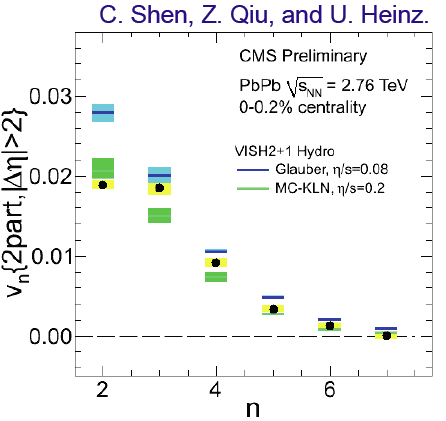 C. Shen, Z. Qiu, and U. Heinz.
CMS Preliminary
PbPb √sNN = 2.76 TeV
0-0.2% centrality
VISH2+1 Hydro
Glauber, η/s=0.08
MC-KLN, η/s=0.2
vn{2part,|Δη|>2}
0.03
0.02
0.01
0.00
2 4 6
n